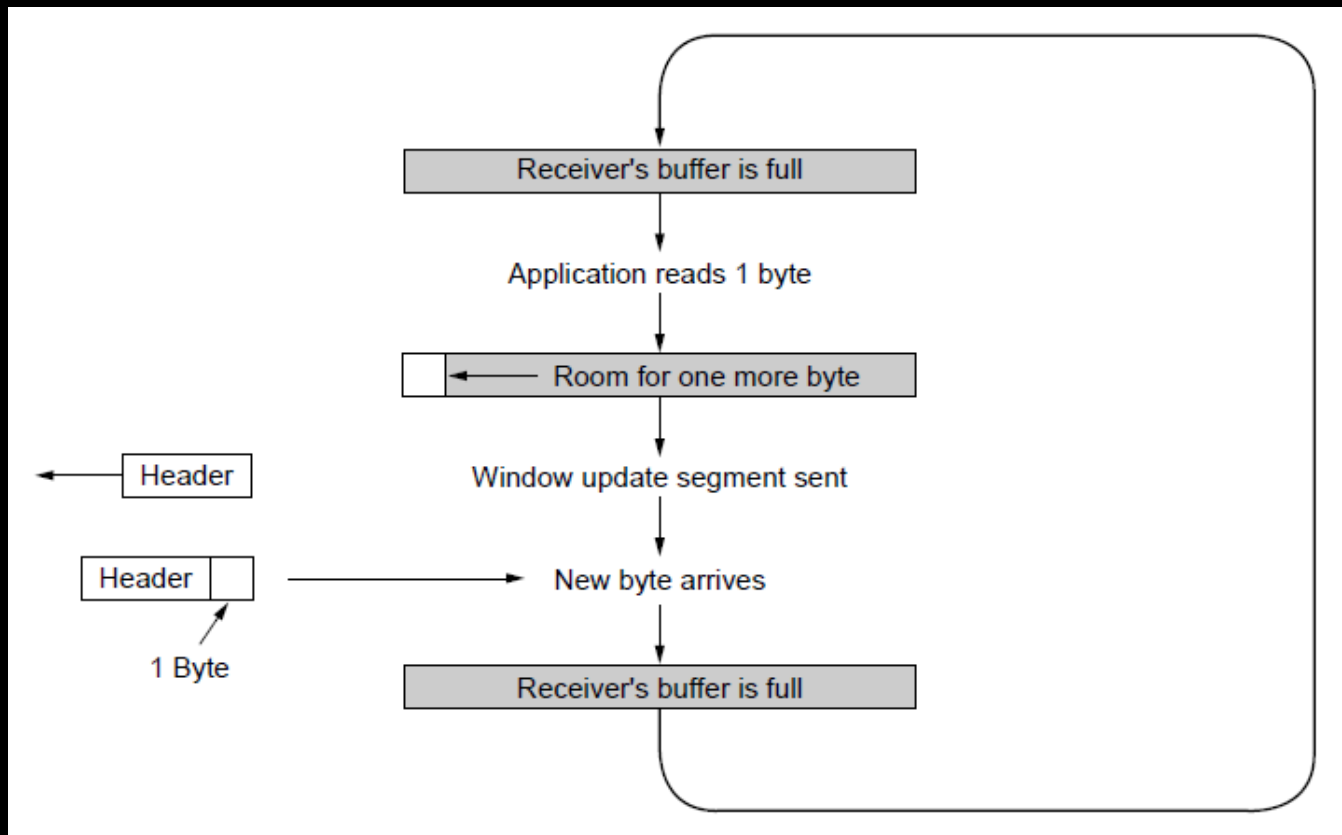 Receiver's buffer is full
Application reads 1 byte
Room for one more byte
Header
Window update segment sent
Header
New byte arrives
1 Byte
Receiver's buffer is full